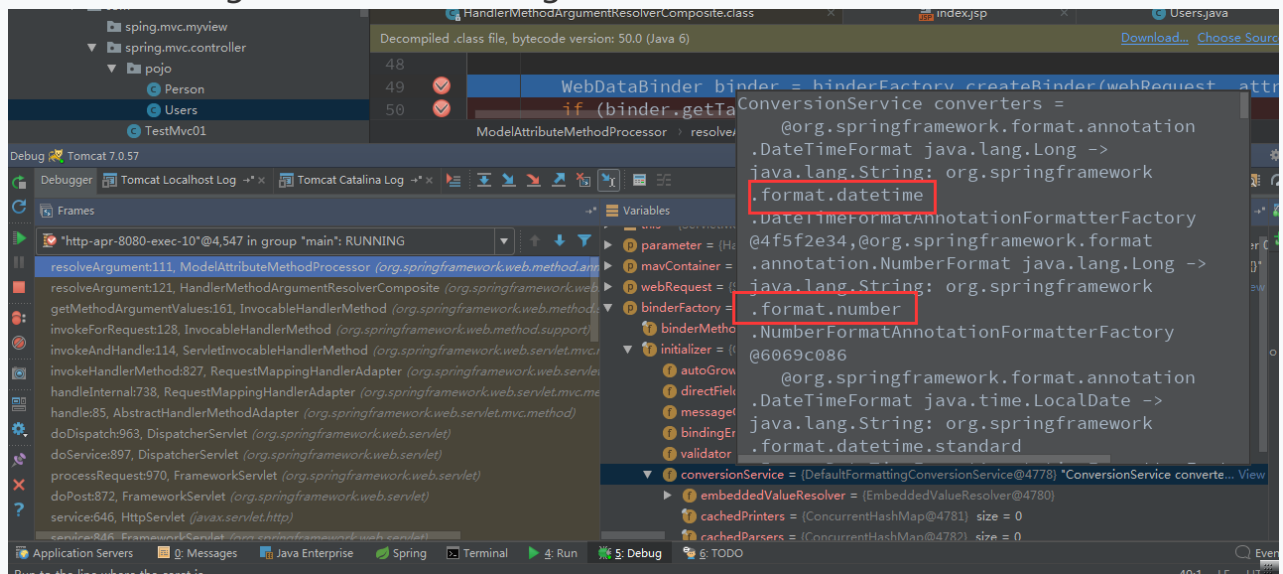 HandlerMethodArgumentResolverComposite.class
index.jsp
Users.java
sping.mvc.myview
spring.mvc.controller
pojo
Person
Users
TestMvc01
Decompiled .class file, bytecode version: 50.0 (Java 6)
Download...
48
49
WebDataBinder binder = binderFactory.createBinder(webRequest, attr
50
if (binder.getTa
ModelAttributeMethodProcessor
Debug Tomcat 7.0.57
Debugger
Tomcat Localhost Log
Tomcat Catalina Log
Frames
Variables
"http-apr-8080-exec-10"@4,547 in group "main": RUNNING
resolveArgument:111, ModelAttributeMethodProcessor
resolveArgument:121, HandlerMethodArgumentResolverComposite (org.springframework.web
getMethodArgumentValues:161, InvocableHandlerMethod (org.springframework.web.method.
invokeForRequest:128, InvocableHandlerMethod (org.springframework.web.method.support)
invokeAndHandle:114, ServletInvocableHandlerMethod (org.springframework.web.servlet.mvc.
invokeHandlerMethod:827, RequestMappingHandlerAdapter (org.springframework.web.servlet
handleInternal:738, RequestMappingHandlerAdapter (org.springframework.web.servlet.mvc.me
handle:85, AbstractHandlerMethodAdapter (org.springframework.web.servlet.mvc.method)
doDispatch:963, DispatcherServlet (org.springframework.web.servlet)
doService:897, DispatcherServlet (org.springframework.web.servlet)
processRequest:970, FrameworkServlet (org.springframework.web.servlet)
doPost:872, FrameworkServlet (org.springframework.web.servlet)
service:646, HttpServlet (javax.servlet.http)
service:846, FrameworkServlet (org.springframework.web.servlet)
parameter = {Ha
mavContainer =
webRequest =
binderFactory =
binderMetho
initializer =
autoGrow
directField
message
bindingEr
validator
conversionService = {DefaultFormattingConversionService@4778} "ConversionService converte... View
embeddedValueResolver = {EmbeddedValueResolver@4780}
cachedPrinters = {ConcurrentHashMap@4781} size = 0
cachedParsers = {ConcurrentHashMap@4782} size = 0
ConversionService converters =
@org.springframework.format.annotation
.DateTimeFormat java.lang.Long ->
java.lang.String: org.springframework
.format.datetime
.DateTimeFormatAnnotationFormatterFactory
@4f5f2e34,@org.springframework.format
.annotation.NumberFormat java.lang.Long ->
java.lang.String: org.springframework
.format.number
.NumberFormatAnnotationFormatterFactory
@6069c086
@org.springframework.format.annotation
.DateTimeFormat java.time.LocalDate ->
java.lang.String: org.springframework
.format.datetime.standard
Application Servers
0: Messages
Java Enterprise
Spring
Terminal
4: Run
5: Debug
6: TODO